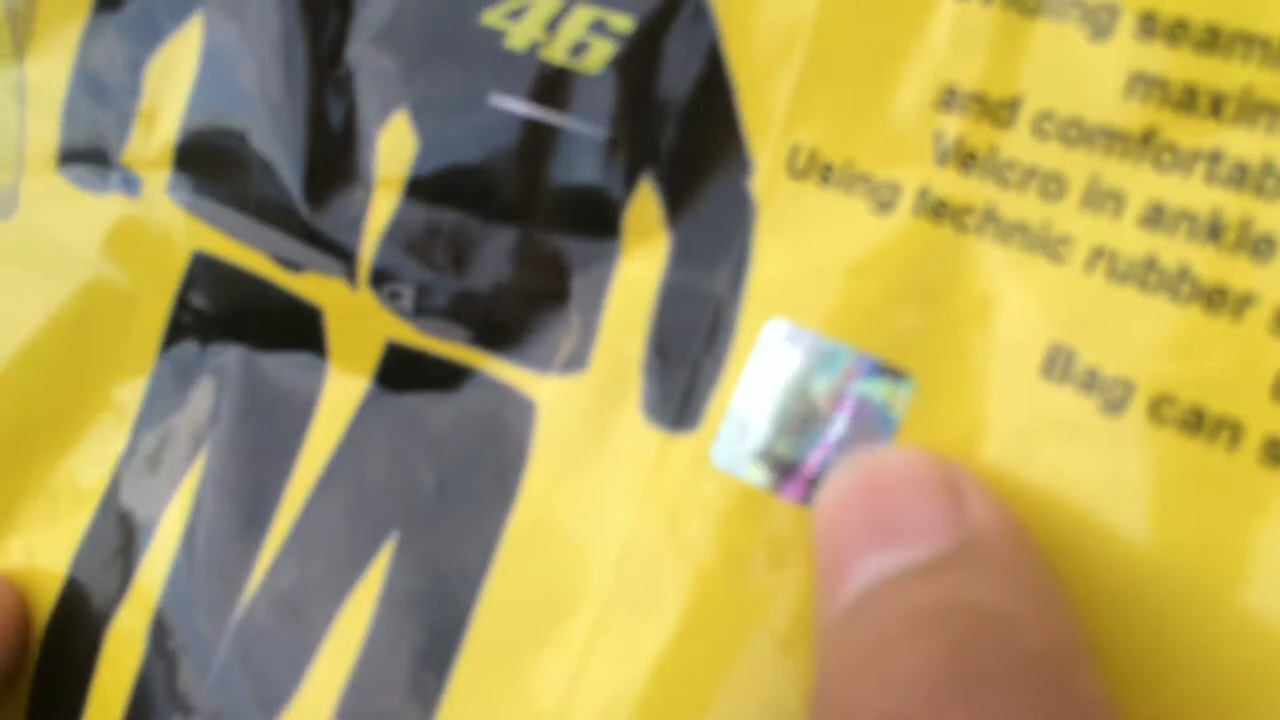 46
seam
maxim
and comfortab
Velcro in ankle
Using technic rubber
Bag can s